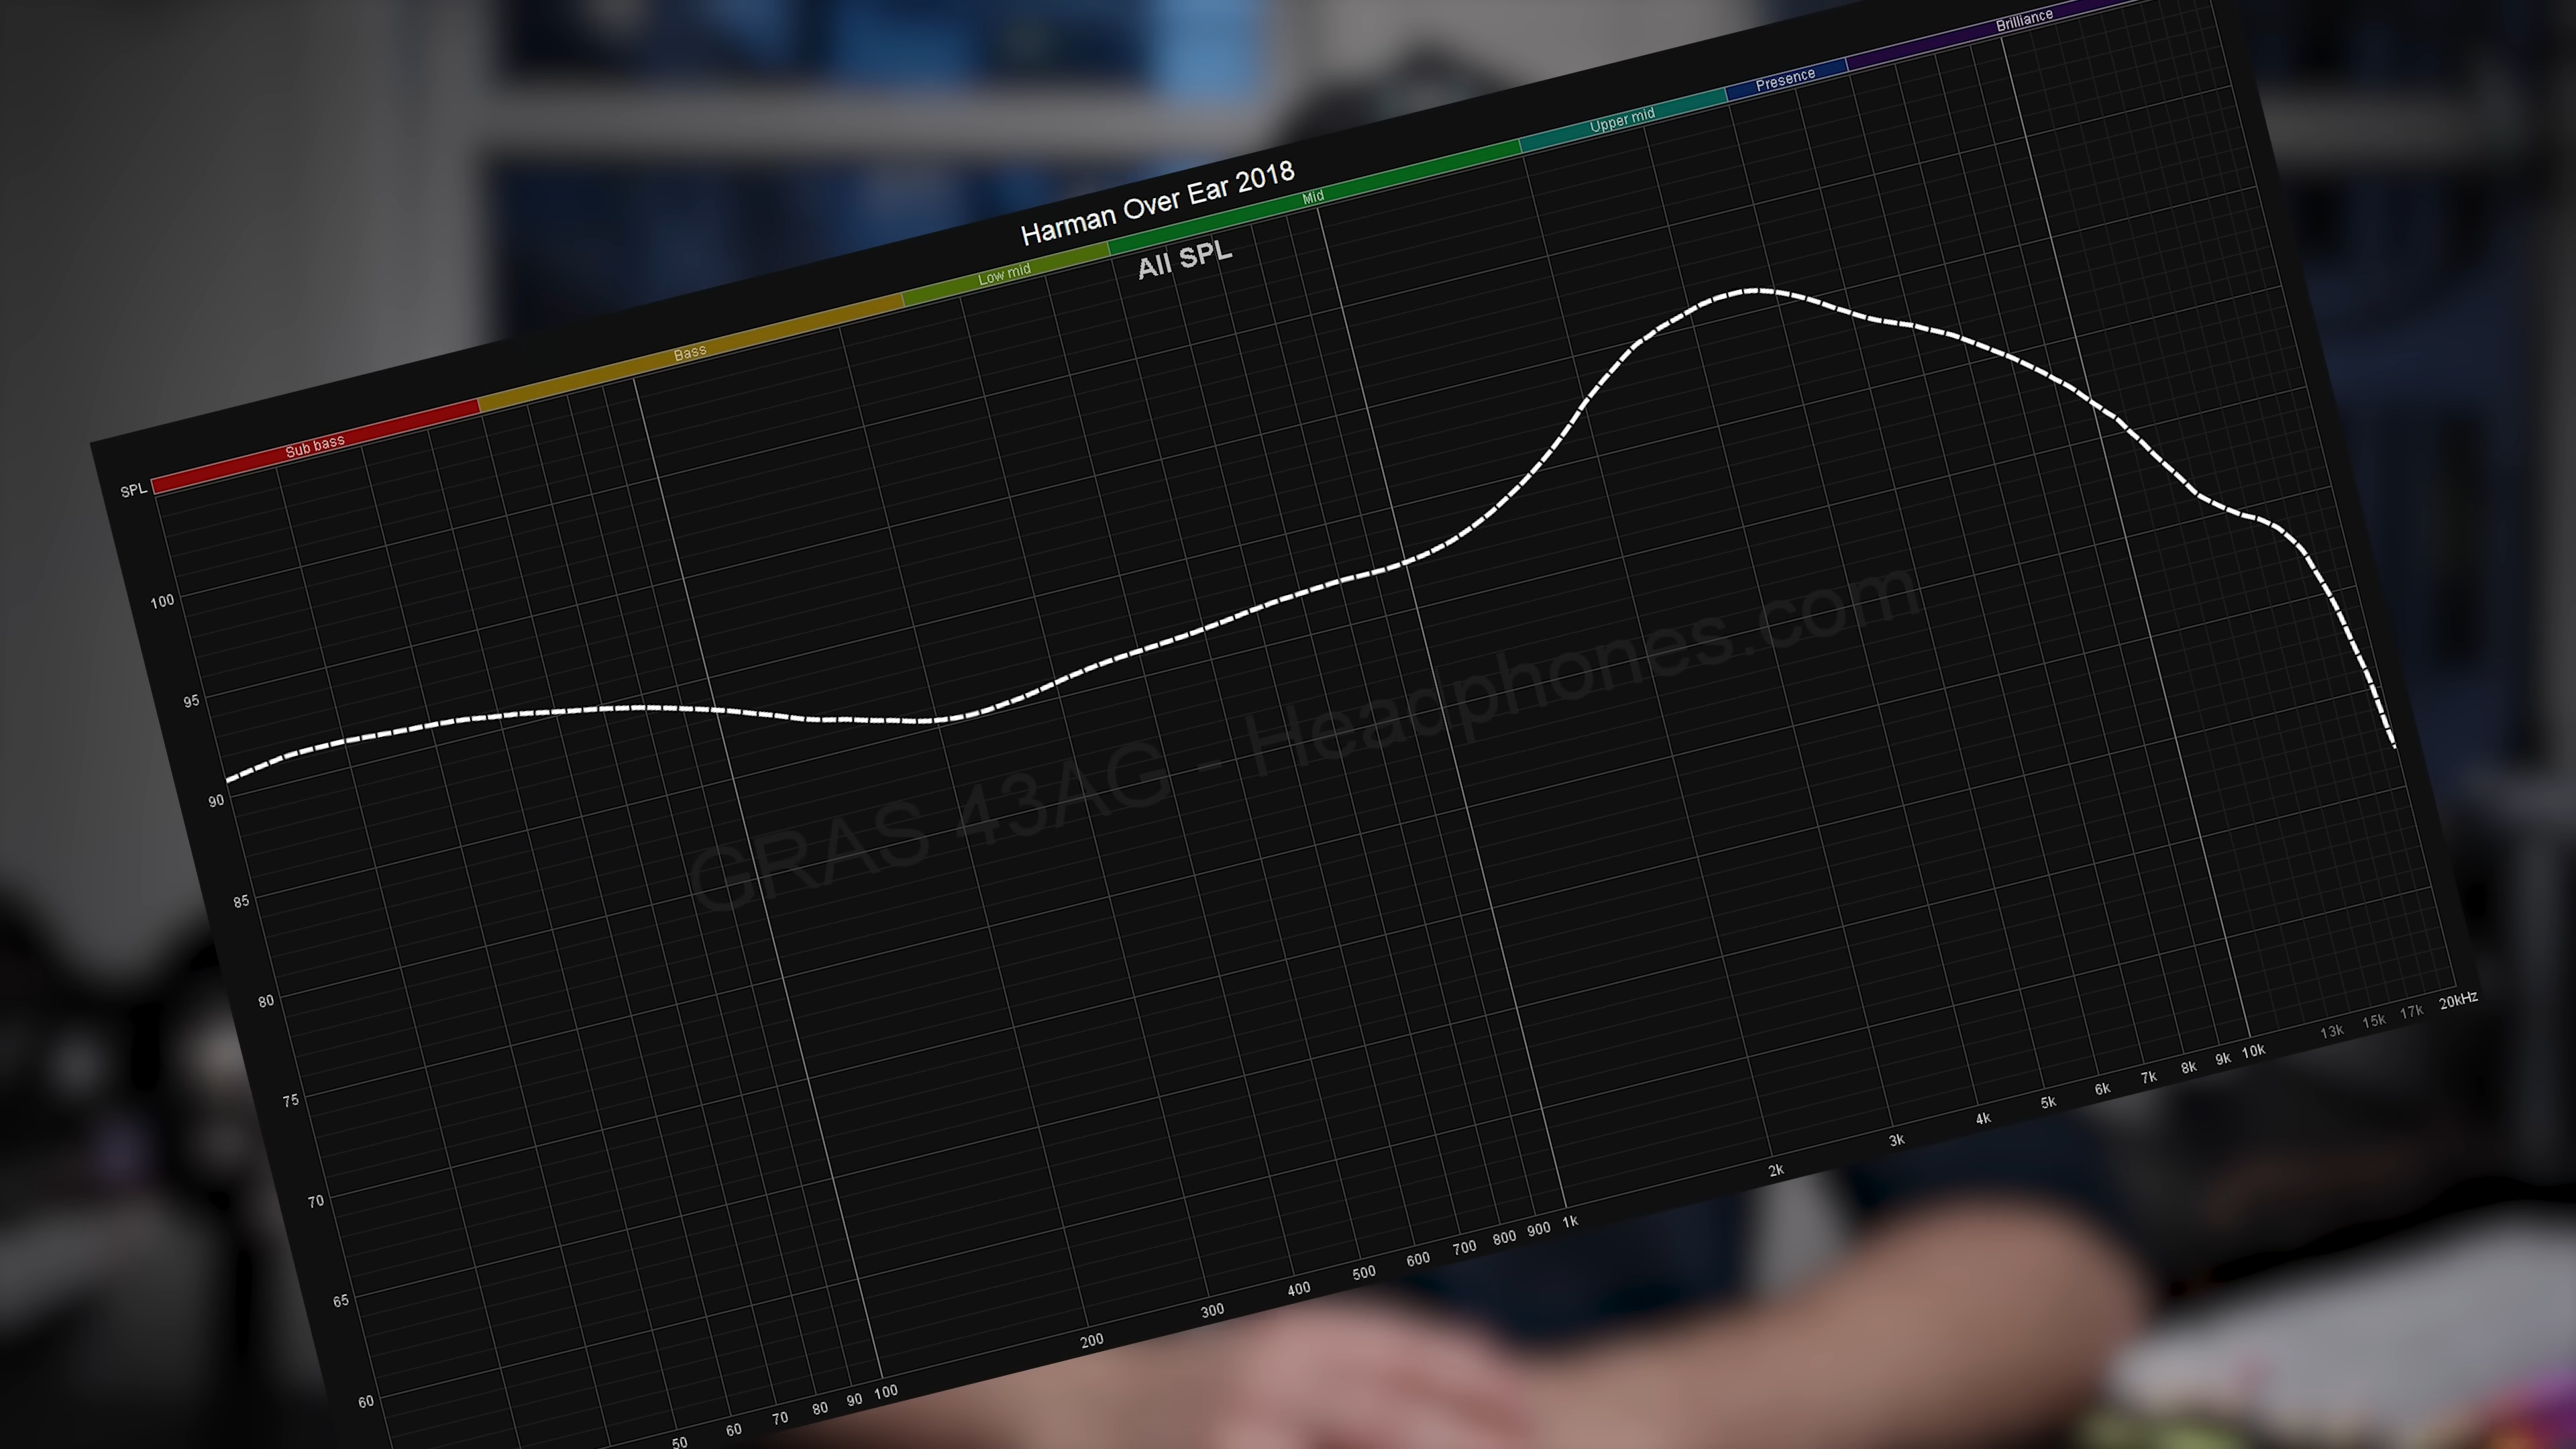 Harman Over Ear 2018
Sub bass Bass Low mid Mid Upper mid Presence Brilliance
All SPL
SPL
100
95
90
85
80
75
70
65
60
GRAS 43AG - Headphones.com
50 60 70 80 90 100 200 300 400 500 600 700 800 900 1k 2k 3k 4k 5k 6k 7k 8k 9k 10k 13k 15k 17k 20kHz